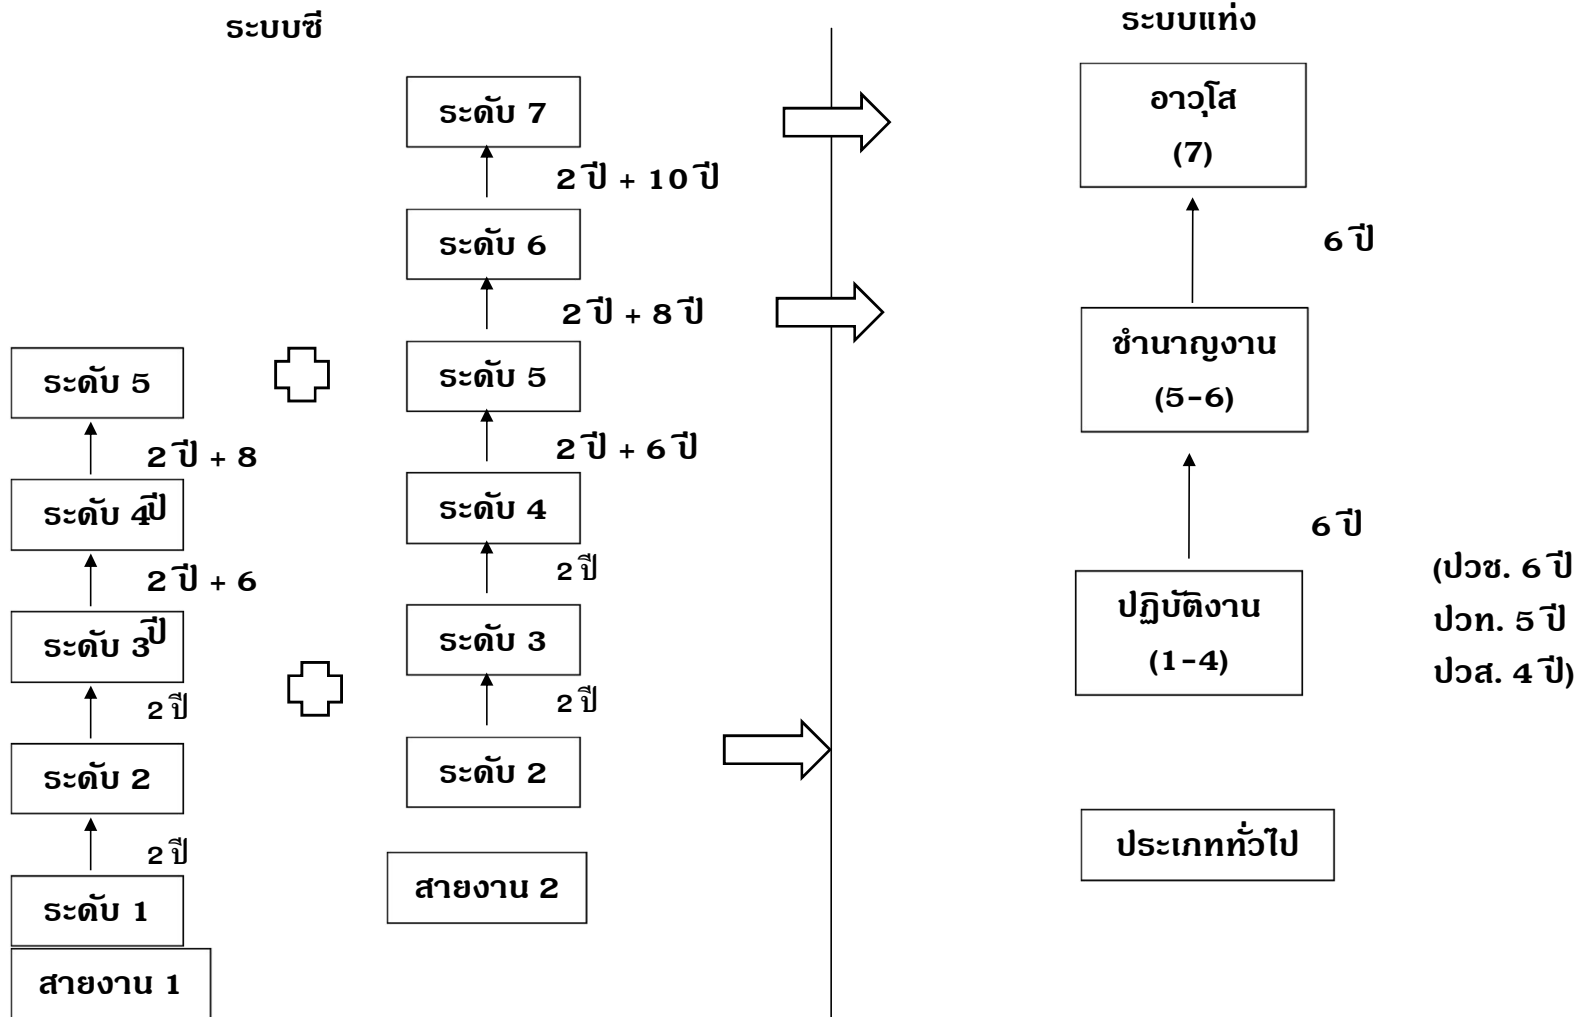 ระบบซี
ระดับ 7
2 ปี + 10 ปี
ระดับ 6
2 ปี + 8 ปี
ระดับ 5
2 ปี + 6 ปี
ระดับ 4
2 ปี
ระดับ 3
2 ปี
ระดับ 2
สายงาน 2
ระดับ 5
2 ปี + 8
ปี
ระดับ 4
2 ปี + 6
ปี
ระดับ 3
2 ปี
ระดับ 2
2 ปี
ระดับ 1
สายงาน 1
ระบบแท่ง
อาวุโส
(7)
6 ปี
ชำนาญงาน
(5-6)
6 ปี
ปฏิบัติงาน
(1-4)
(ปวช. 6 ปี
ปวท. 5 ปี
ปวส. 4 ปี)
ประเภททั่วไป